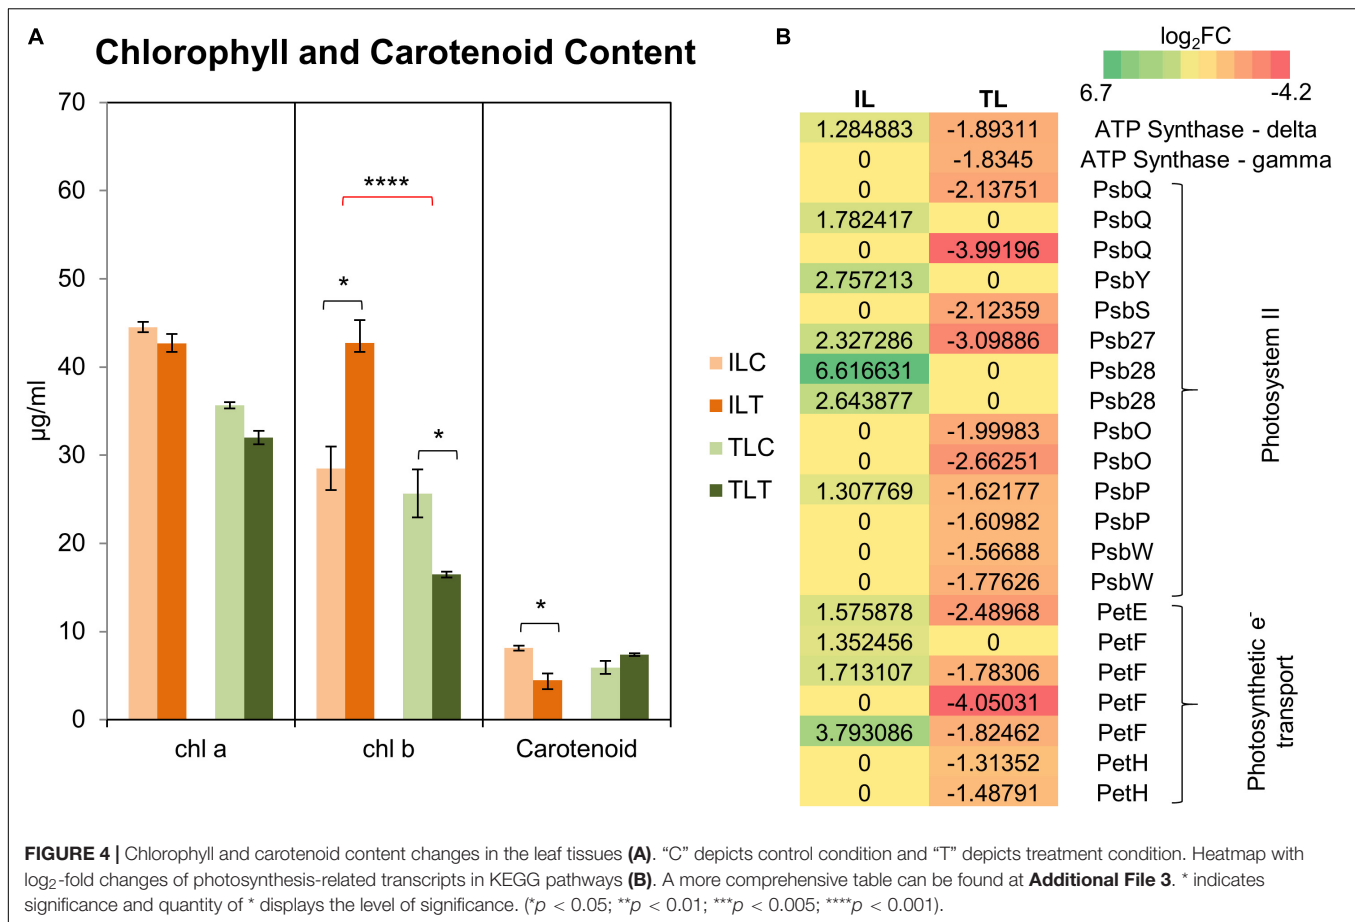 A
Chlorophyll and Carotenoid Content
70
60
50
40
30
20
10
0
µg/ml
****
*
*
*
chl a
chl b
Carotenoid
ILC
ILT
TLC
TLT
B
log₂FC
6.7
-4.2
IL TL
1.284883 -1.89311 ATP Synthase - delta
0 -1.8345 ATP Synthase - gamma
0 -2.13751 PsbQ
1.782417 0 PsbQ
0 -3.99196 PsbQ
2.757213 0 PsbY
0 -2.12359 PsbS
2.327286 -3.09886 Psb27
6.616631 0 Psb28
2.643877 0 Psb28
0 -1.99983 PsbO
0 -2.66251 PsbO
1.307769 -1.62177 PsbP
0 -1.60982 PsbP
0 -1.56688 PsbW
0 -1.77626 PsbW
1.575878 -2.48968 PetE
1.352456 0 PetF
1.713107 -1.78306 PetF
0 -4.05031 PetF
3.793086 -1.82462 PetF
0 -1.31352 PetH
0 -1.48791 PetH
Photosystem II
Photosynthetic e⁻
transport
FIGURE 4 | Chlorophyll and carotenoid content changes in the leaf tissues (A). “C” depicts control condition and “T” depicts treatment condition. Heatmap with
log₂-fold changes of photosynthesis-related transcripts in KEGG pathways (B). A more comprehensive table can be found at Additional File 3. * indicates
significance and quantity of * displays the level of significance. (*p < 0.05; **p < 0.01; ***p < 0.005; ****p < 0.001).